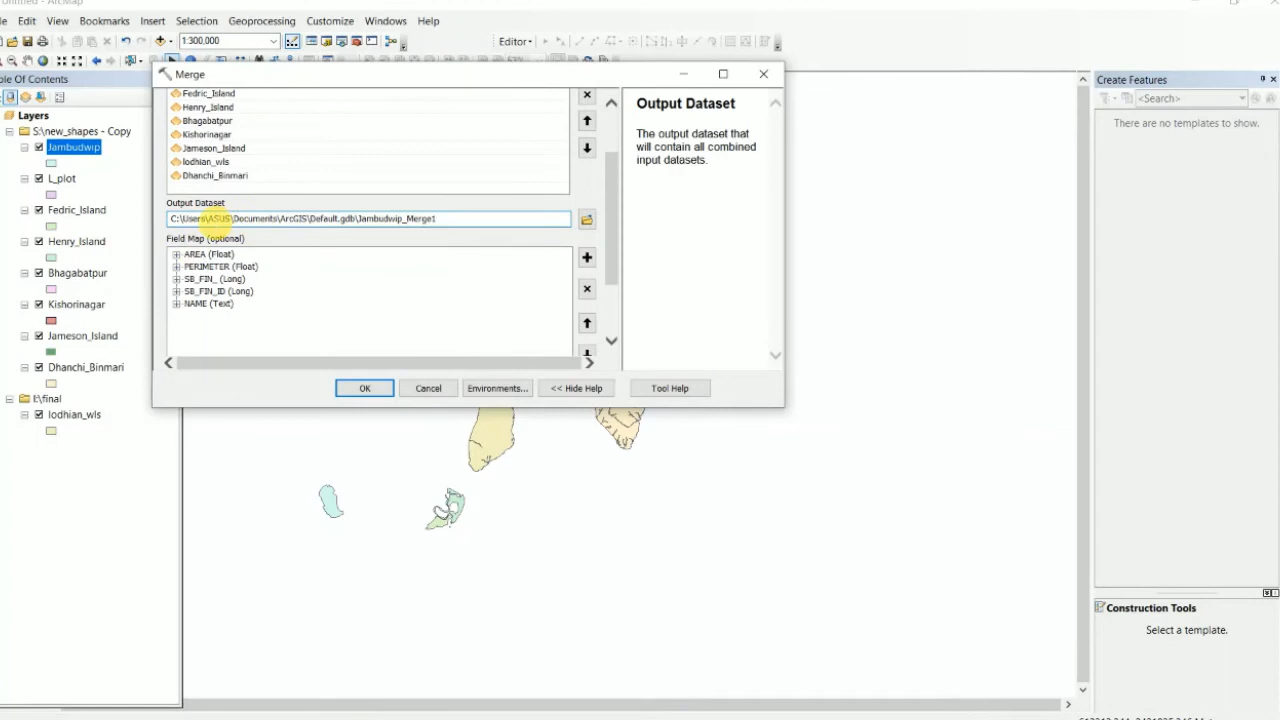 Untitled - ArcMap
Edit View Bookmarks Insert Selection Geoprocessing Customize Windows Help
1:300,000
Editor
Merge
Table Of Contents
Layers
S:\new_shapes - Copy
Jambudwip
L_plot
Fedric_Island
Henry_Island
Bhagabatpur
Kishorinagar
Jameson_Island
Dhanchi_Binmari
I:\final
lodhian_wls
Fedric_Island
Henry_Island
Bhagabatpur
Kishorinagar
Jameson_Island
lodhian_wls
Dhanchi_Binmari
Output Dataset
C:\Users\ASUS\Documents\ArcGIS\Default.gdb\Jambudwip_Merge1
Field Map (optional)
AREA (Float)
PERIMETER (Float)
SB_FIN_ (Long)
SB_FIN_ID (Long)
NAME (Text)
OK Cancel Environments... << Hide Help Tool Help
Output Dataset
The output dataset that
will contain all combined
input datasets.
Create Features
<Search>
There are no templates to show.
Construction Tools
Select a template.